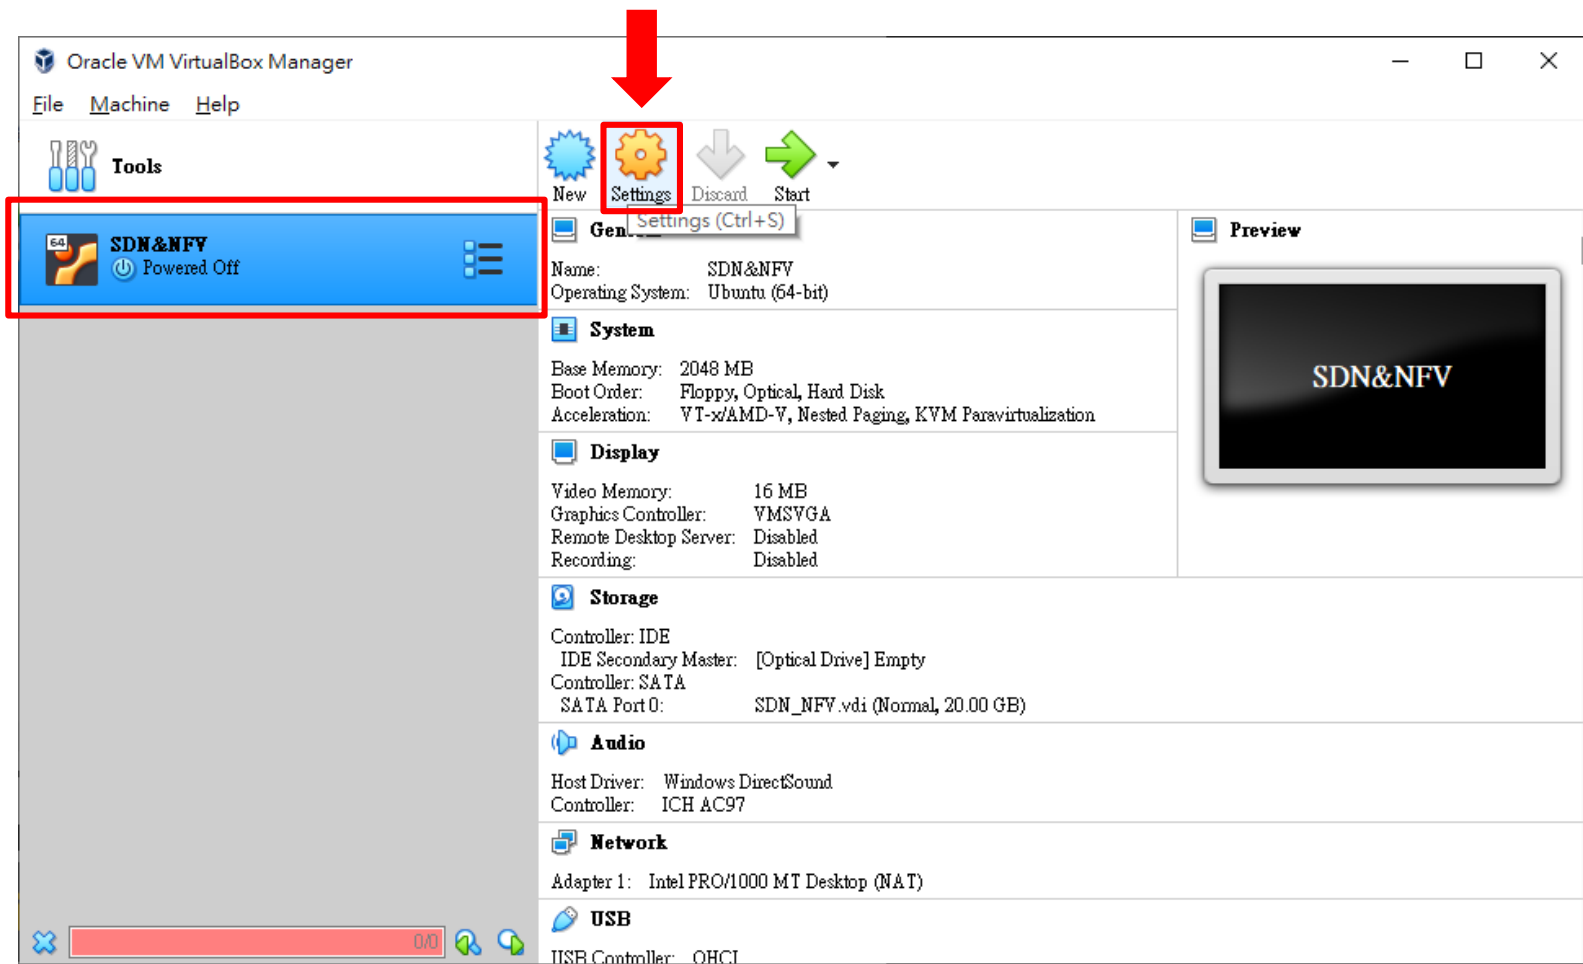 Oracle VM VirtualBox Manager
File Machine Help
Tools
New Settings Discard Start
Settings (Ctrl+S)
64
SDN&NFV
Powered Off
General
Name: SDN&NFV
Operating System: Ubuntu (64-bit)
System
Base Memory: 2048 MB
Boot Order: Floppy, Optical, Hard Disk
Acceleration: VT-x/AMD-V, Nested Paging, KVM Paravirtualization
Display
Video Memory: 16 MB
Graphics Controller: VMSVGA
Remote Desktop Server: Disabled
Recording: Disabled
Preview
SDN&NFV
Storage
Controller: IDE
IDE Secondary Master: [Optical Drive] Empty
Controller: SATA
SATA Port 0: SDN_NFV.vdi (Normal, 20.00 GB)
Audio
Host Driver: Windows DirectSound
Controller: ICH AC97
Network
Adapter 1: Intel PRO/1000 MT Desktop (NAT)
USB
USB Controller: OHCI
0/0